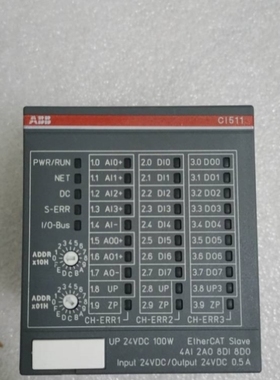 ABB CI511
PWR/RUN 1.0 AI0+ 2.0 DI0 3.0 DO0
NET 1.1 AI1+ 2.1 DI1 3.1 DO1
DC 1.2 AI2+ 2.2 DI2 3.2 DO2
S-ERR 1.3 AI3+ 2.3 DI3 3.3 DO3
I/O-Bus 1.4 AI- 2.4 DI4 3.4 DO4
1.5 AO0+ 2.5 DI5 3.5 DO5
ADDR x10H 1.6 AO1+ 2.6 DI6 3.6 DO6
1.7 AO- 2.7 DI7 3.7 DO7
ADDR x01H 1.8 UP 2.8 UP 3.8 UP3
1.9 ZP 2.9 ZP 3.9 ZP
CH-ERR1 CH-ERR2 CH-ERR3
UP 24VDC 100W EtherCAT Slave
4AI 2AO 8DI 8DO
Input 24VDC/Output 24VDC 0.5A